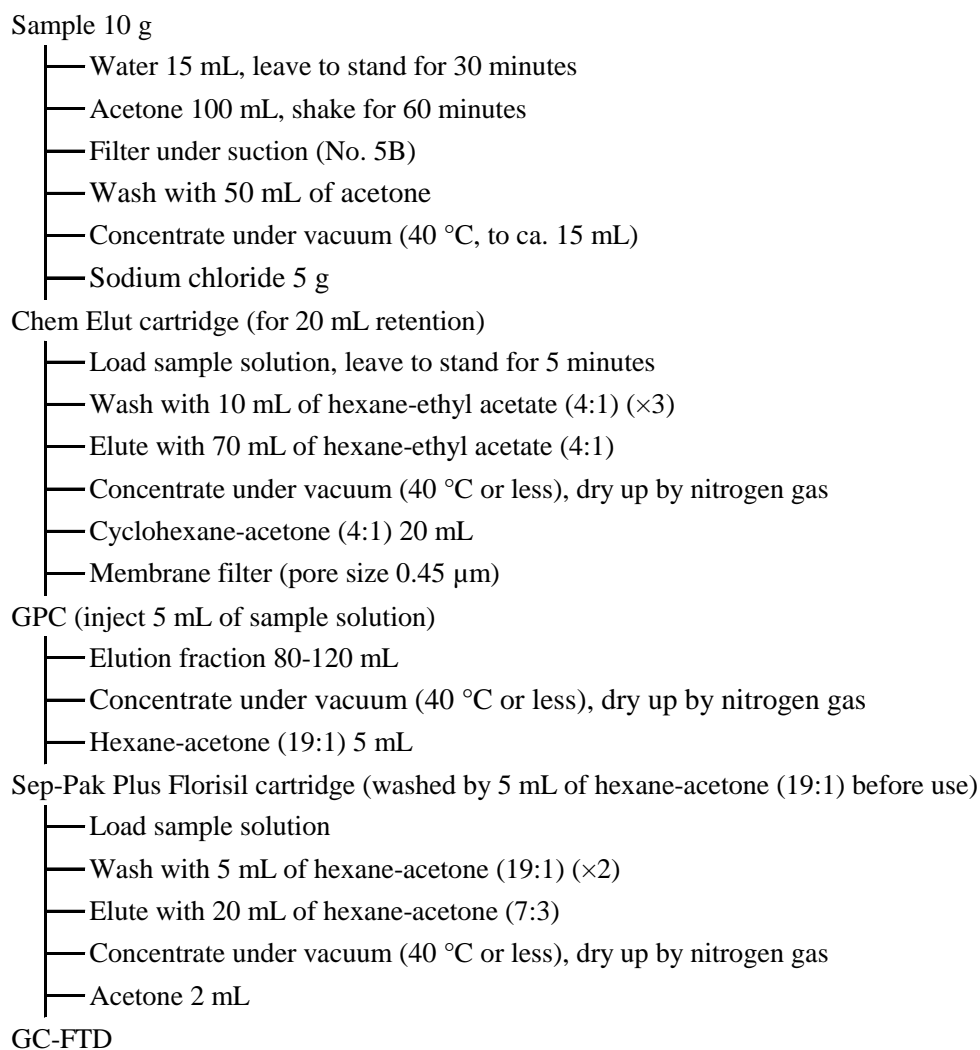 Sample 10 g
Water 15 mL, leave to stand for 30 minutes
Acetone 100 mL, shake for 60 minutes
Filter under suction (No. 5B)
Wash with 50 mL of acetone
Concentrate under vacuum (40 °C, to ca. 15 mL)
Sodium chloride 5 g
Chem Elut cartridge (for 20 mL retention)
Load sample solution, leave to stand for 5 minutes
Wash with 10 mL of hexane-ethyl acetate (4:1) (×3)
Elute with 70 mL of hexane-ethyl acetate (4:1)
Concentrate under vacuum (40 °C or less), dry up by nitrogen gas
Cyclohexane-acetone (4:1) 20 mL
Membrane filter (pore size 0.45 µm)
GPC (inject 5 mL of sample solution)
Elution fraction 80-120 mL
Concentrate under vacuum (40 °C or less), dry up by nitrogen gas
Hexane-acetone (19:1) 5 mL
Sep-Pak Plus Florisil cartridge (washed by 5 mL of hexane-acetone (19:1) before use)
Load sample solution
Wash with 5 mL of hexane-acetone (19:1) (×2)
Elute with 20 mL of hexane-acetone (7:3)
Concentrate under vacuum (40 °C or less), dry up by nitrogen gas
Acetone 2 mL
GC-FTD